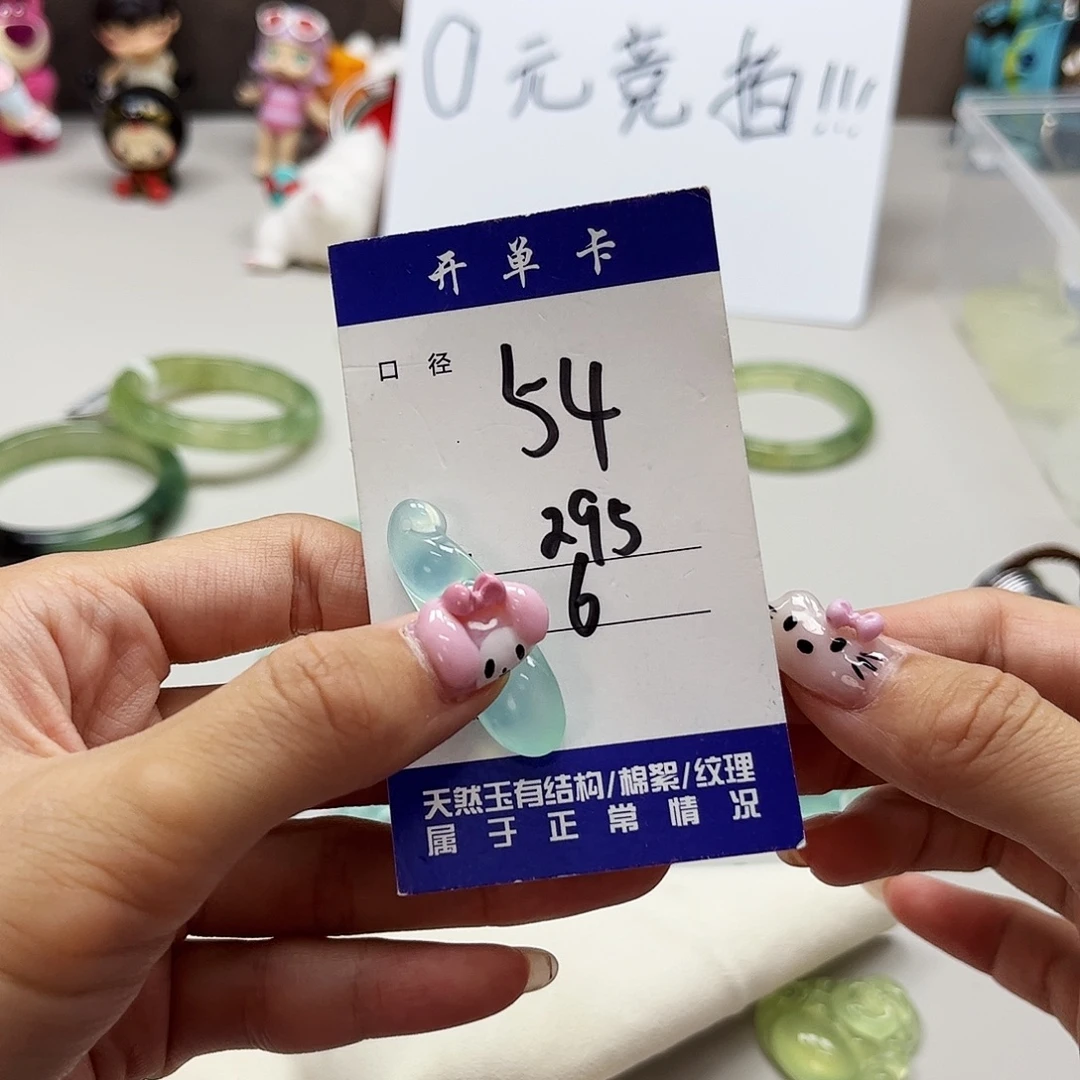 0元竞拍!!!
开单卡
口径 54
295
6
天然玉有结构/棉絮/纹理
属于正常情况